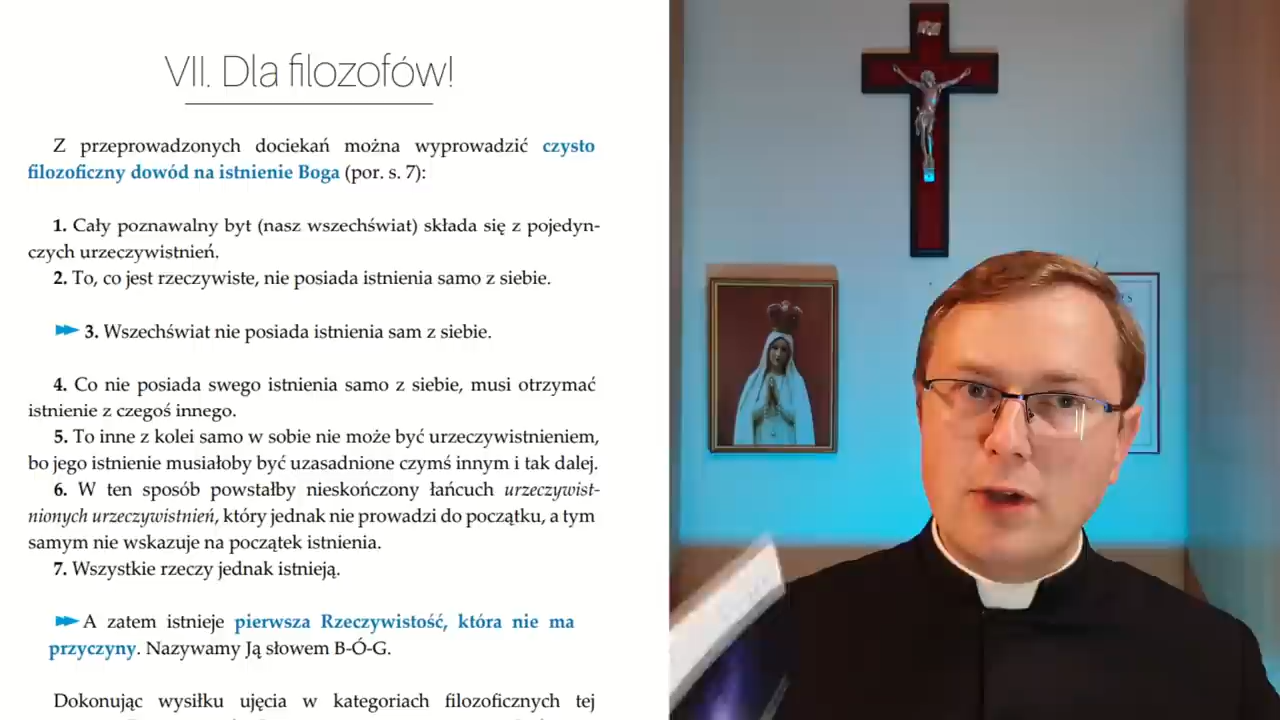 VII. Dla filozofów!
Z przeprowadzonych dociekań można wyprowadzić czysto
filozoficzny dowód na istnienie Boga (por. s. 7):
1. Cały poznawalny byt (nasz wszechświat) składa się z pojedyn-
czych urzeczywistnień.
2. To, co jest rzeczywiste, nie posiada istnienia samo z siebie.
3. Wszechświat nie posiada istnienia sam z siebie.
4. Co nie posiada swego istnienia samo z siebie, musi otrzymać
istnienie z czegoś innego.
5. To inne z kolei samo w sobie nie może być urzeczywistnieniem,
bo jego istnienie musiałoby być uzasadnione czymś innym i tak dalej.
6. W ten sposób powstałby nieskończony łańcuch urzeczywist-
nionych urzeczywistnień, który jednak nie prowadzi do początku, a tym
samym nie wskazuje na początek istnienia.
7. Wszystkie rzeczy jednak istnieją.
A zatem istnieje pierwsza Rzeczywistość, która nie ma
przyczyny. Nazywamy Ją słowem B-Ó-G.
Dokonując wysiłku ujęcia w kategoriach filozoficznych tej